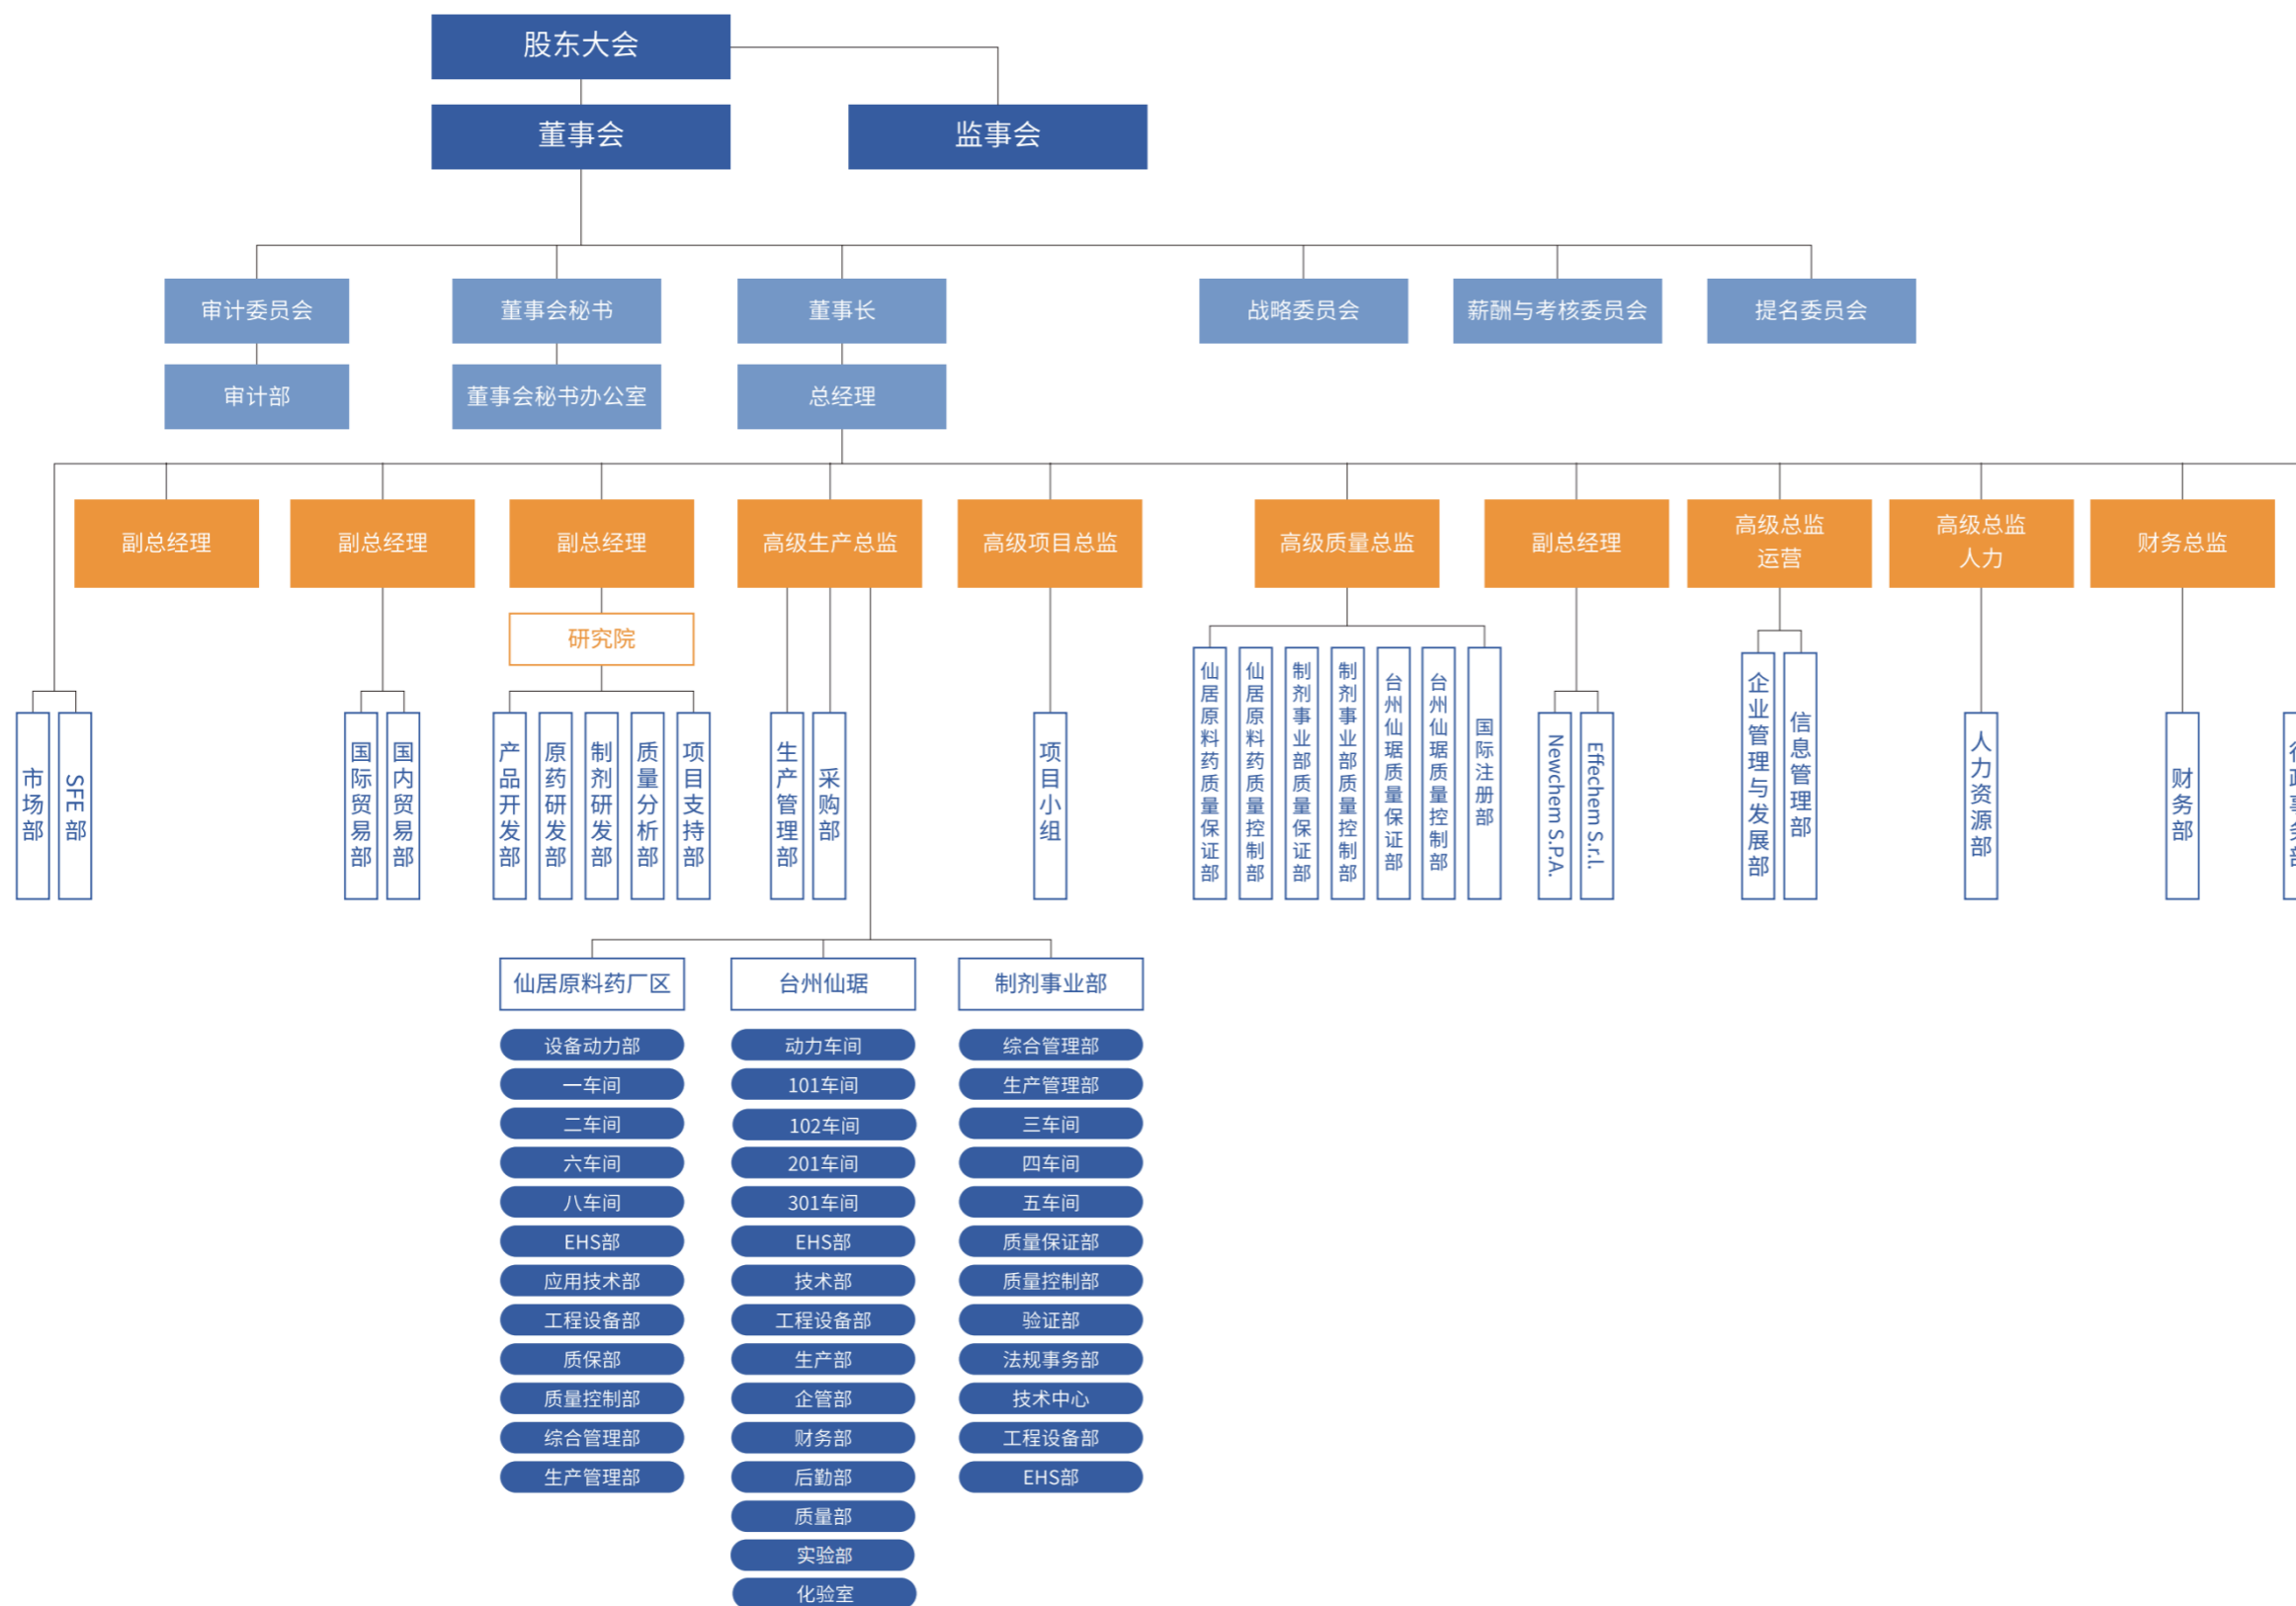 股东大会
董事会
监事会
审计委员会
董事会秘书
董事长
战略委员会
薪酬与考核委员会
提名委员会
审计部
董事会秘书办公室
总经理
副总经理
副总经理
副总经理
高级生产总监
高级项目总监
高级质量总监
副总经理
高级总监
运营
高级总监
人力
财务总监
研究院
市场部
SFE部
国际贸易部
国内贸易部
产品开发部
原药研发部
制剂研发部
质量分析部
项目支持部
生产管理部
采购部
项目小组
仙居原料药质量保证部
仙居原料药质量控制部
制剂事业部质量保证部
制剂事业部质量控制部
台州仙琚质量保证部
台州仙琚质量控制部
国际注册部
Newchem S.P.A.
Effechem S.r.l.
企业管理与发展部
信息管理部
人力资源部
财务部
仙居原料药厂区
设备动力部
一车间
二车间
六车间
八车间
EHS部
应用技术部
工程设备部
质保部
质量控制部
综合管理部
生产管理部
台州仙琚
动力车间
101车间
102车间
201车间
301车间
EHS部
技术部
工程设备部
生产部
企管部
财务部
后勤部
质量部
实验部
化验室
制剂事业部
综合管理部
生产管理部
三车间
四车间
五车间
质量保证部
质量控制部
验证部
法规事务部
技术中心
工程设备部
EHS部